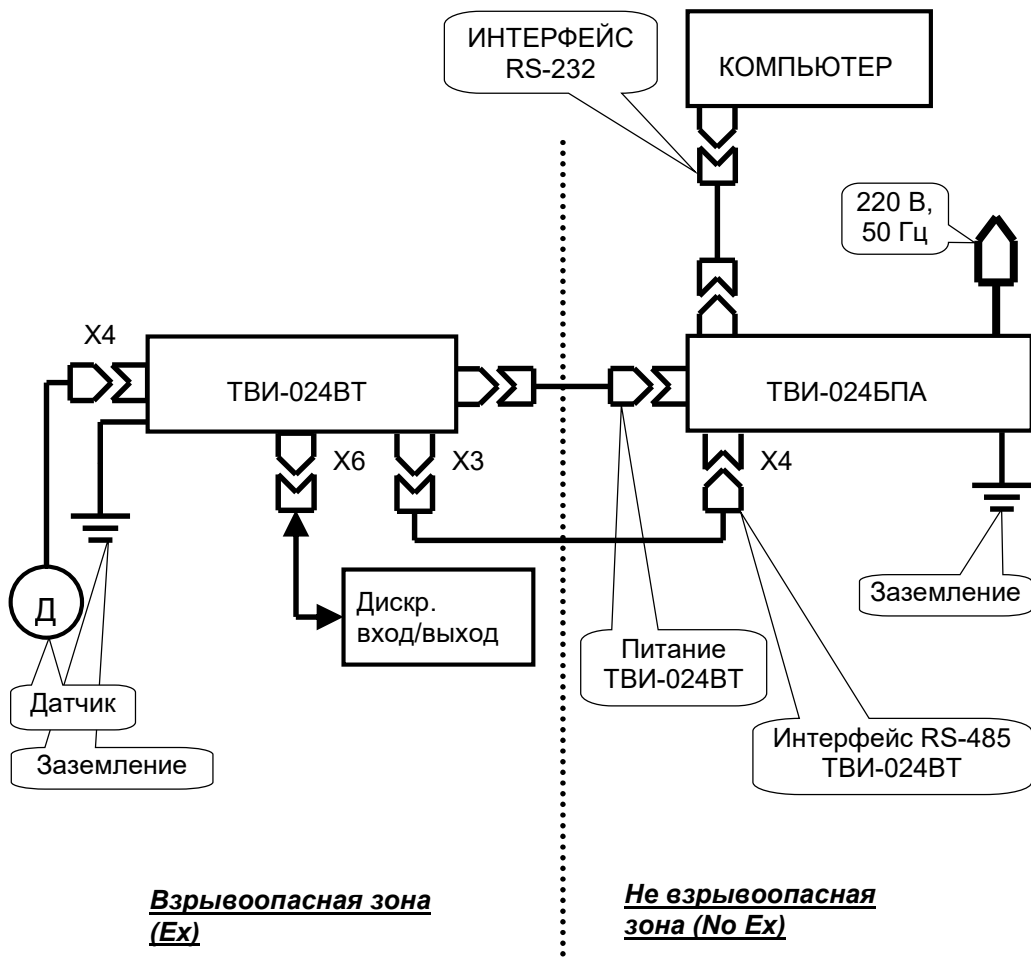 ИНТЕРФЕЙС
RS-232
КОМПЬЮТЕР
220 В,
50 Гц
X4
ТВИ-024ВТ
ТВИ-024БПА
X6
X3
X4
Д
Дискр.
вход/выход
Заземление
Питание
ТВИ-024ВТ
Датчик
Заземление
Интерфейс RS-485
ТВИ-024ВТ
Взрывоопасная зона
(Ex)
Не взрывоопасная
зона (No Ex)